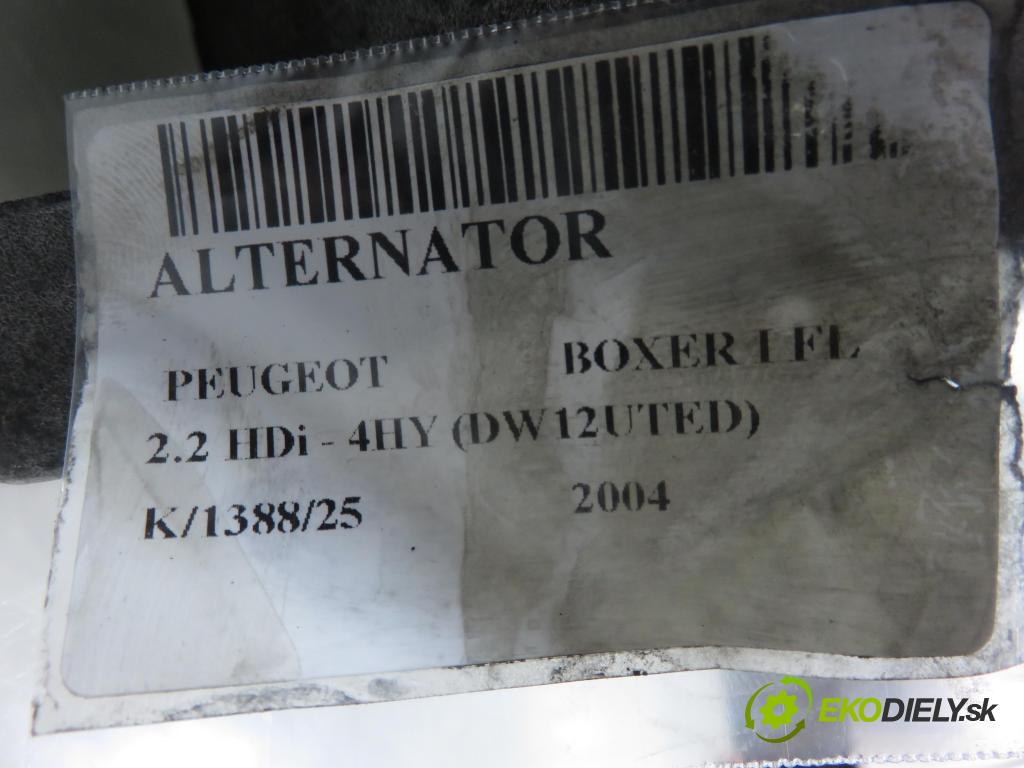 ALTERNATOR
PEUGEOT BOXER I FL
2.2 HDi - 4HY (DW12UTED)
K/1388/25 2004
EKODIELY.sk